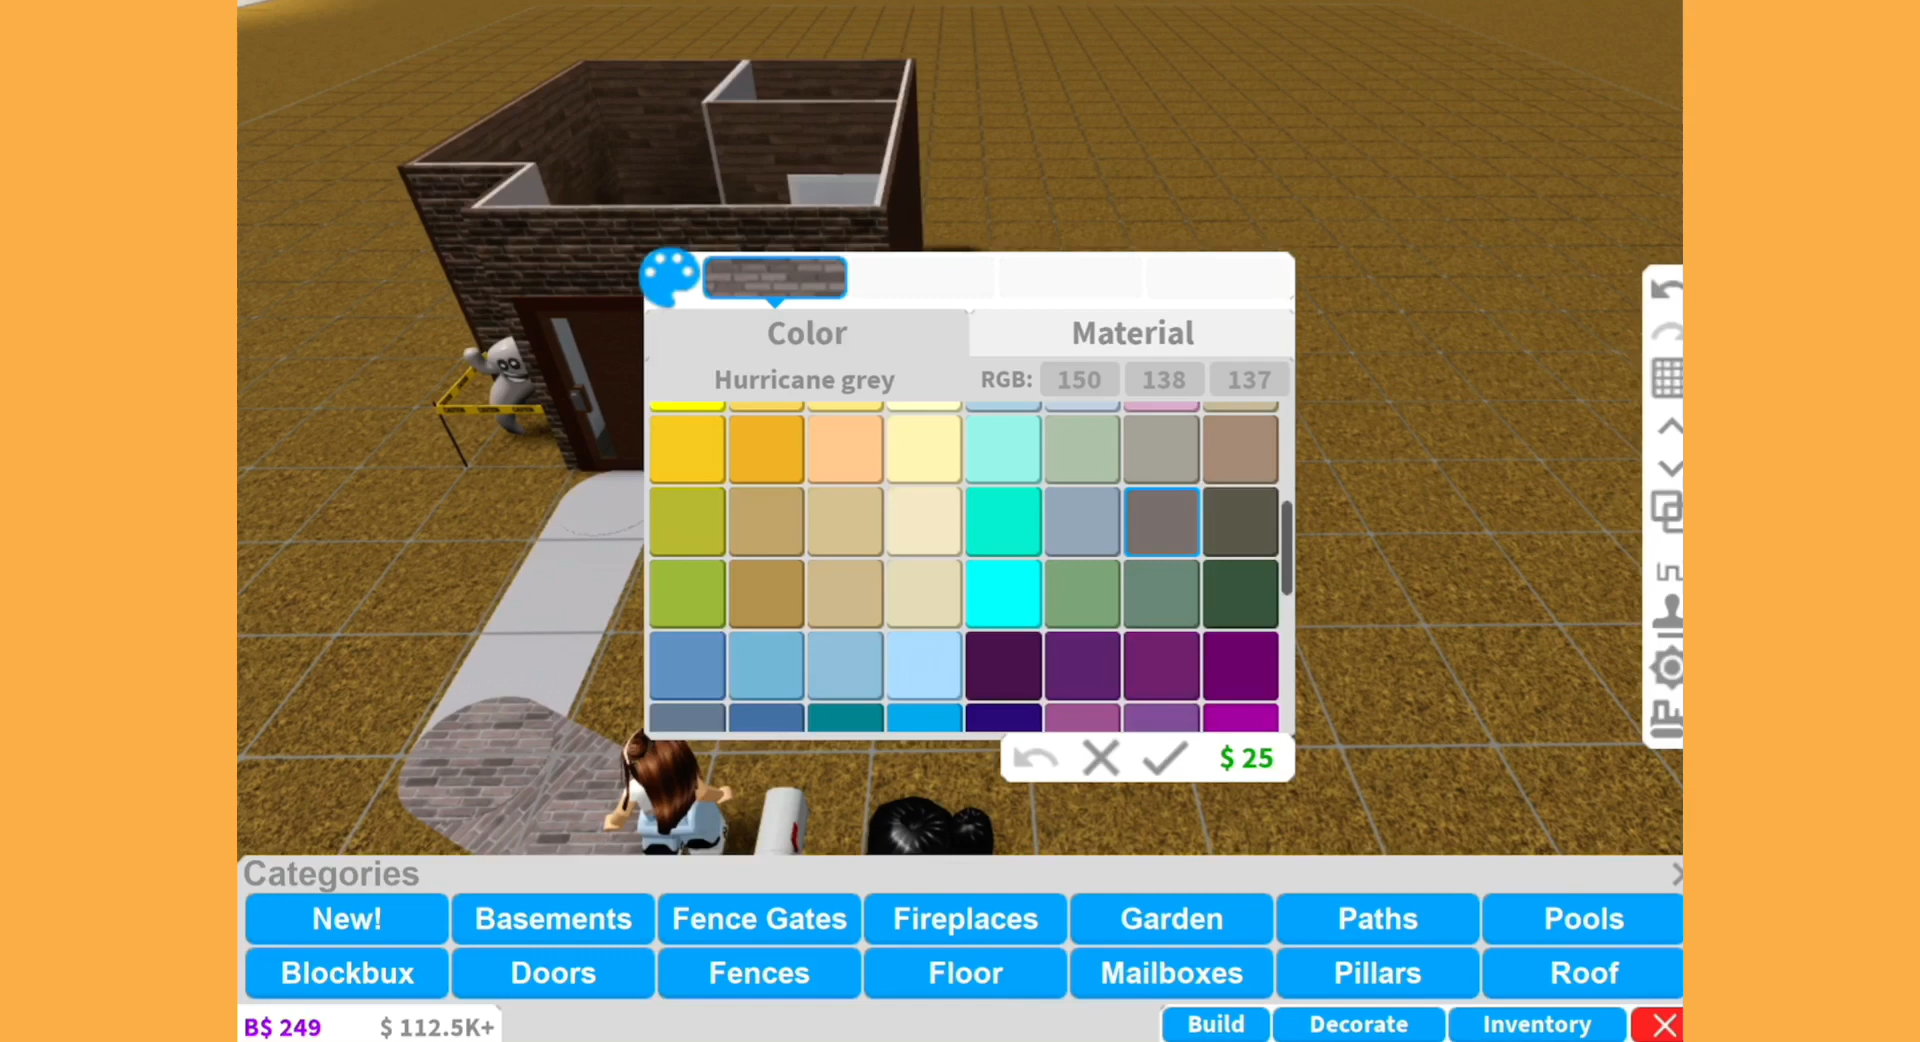 Color
Material
Hurricane grey
RGB: 150 138 137
$ 25
Categories
New!
Basements
Fence Gates
Fireplaces
Garden
Paths
Pools
Blockbux
Doors
Fences
Floor
Mailboxes
Pillars
Roof
B$ 249
$ 112.5K+
Build
Decorate
Inventory